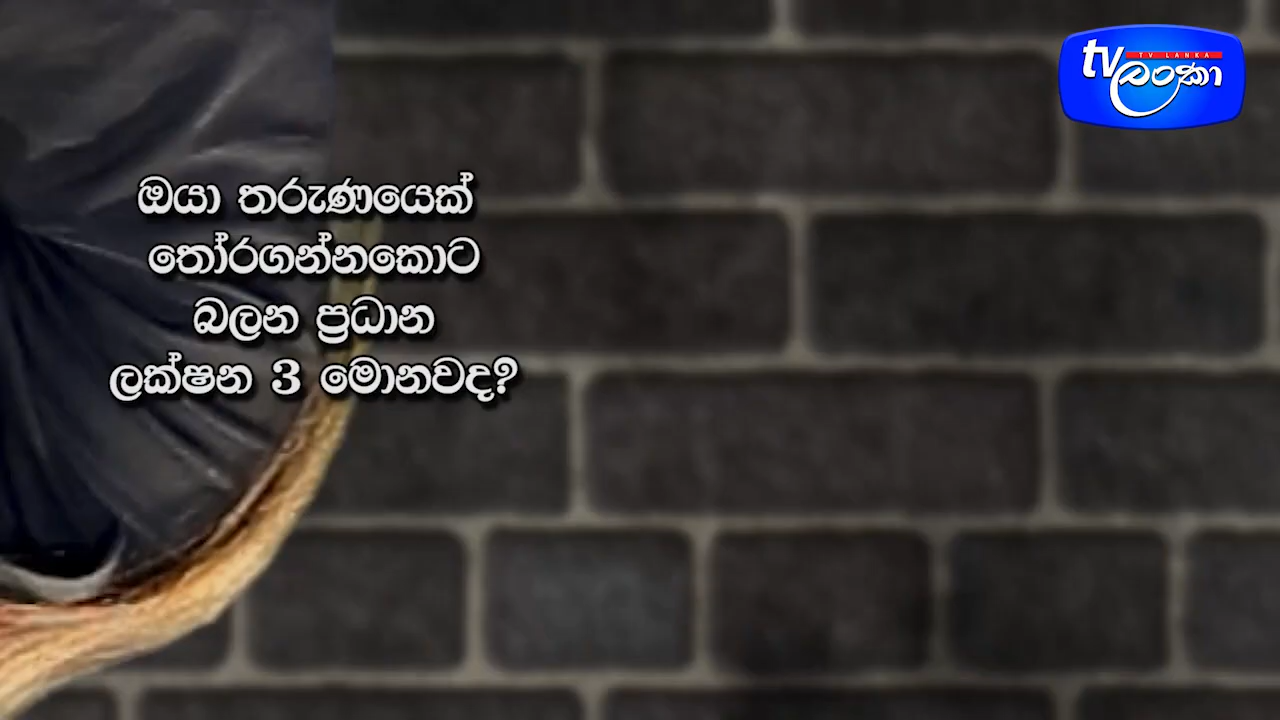 tv
TV LANKA
ලංකා
ඔයා තරුණයෙක්
තෝරගන්නකොට
බලන ප්‍රධාන
ලක්ෂන 3 මොනවද?